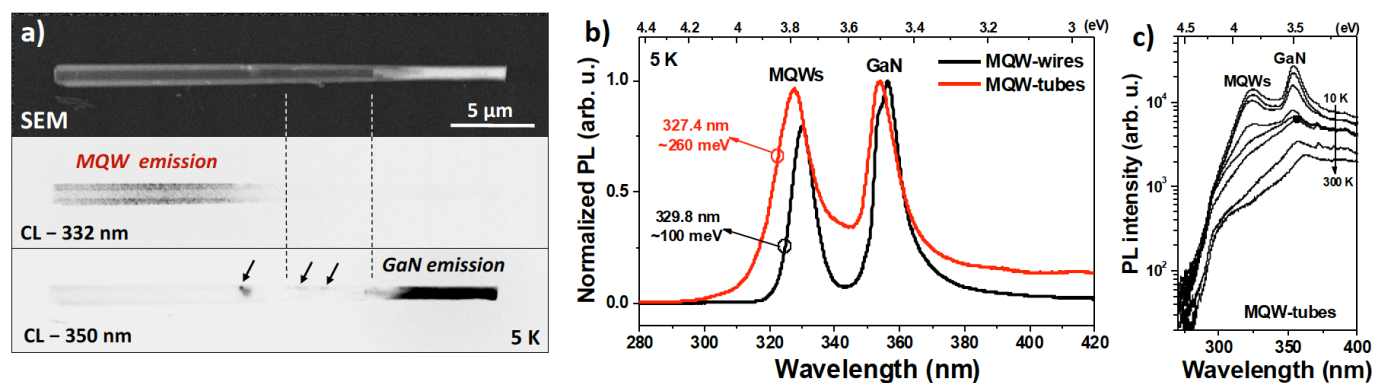 a)
SEM
5 µm
MQW emission
CL – 332 nm
GaN emission
CL – 350 nm
5 K
b)
4.4 4.2 4 3.8 3.6 3.4 3.2 3 (eV)
5 K
MQWs
GaN
MQW-wires
MQW-tubes
327.4 nm
~260 meV
329.8 nm
~100 meV
Normalized PL (arb. u.)
1.0
0.5
0.0
280 300 320 340 360 380 400 420
Wavelength (nm)
c)
4.5 4 3.5 (eV)
GaN
MQWs
10 K
300 K
PL intensity (arb. u.)
10⁴
10³
10²
MQW-tubes
300 350 400
Wavelength (nm)